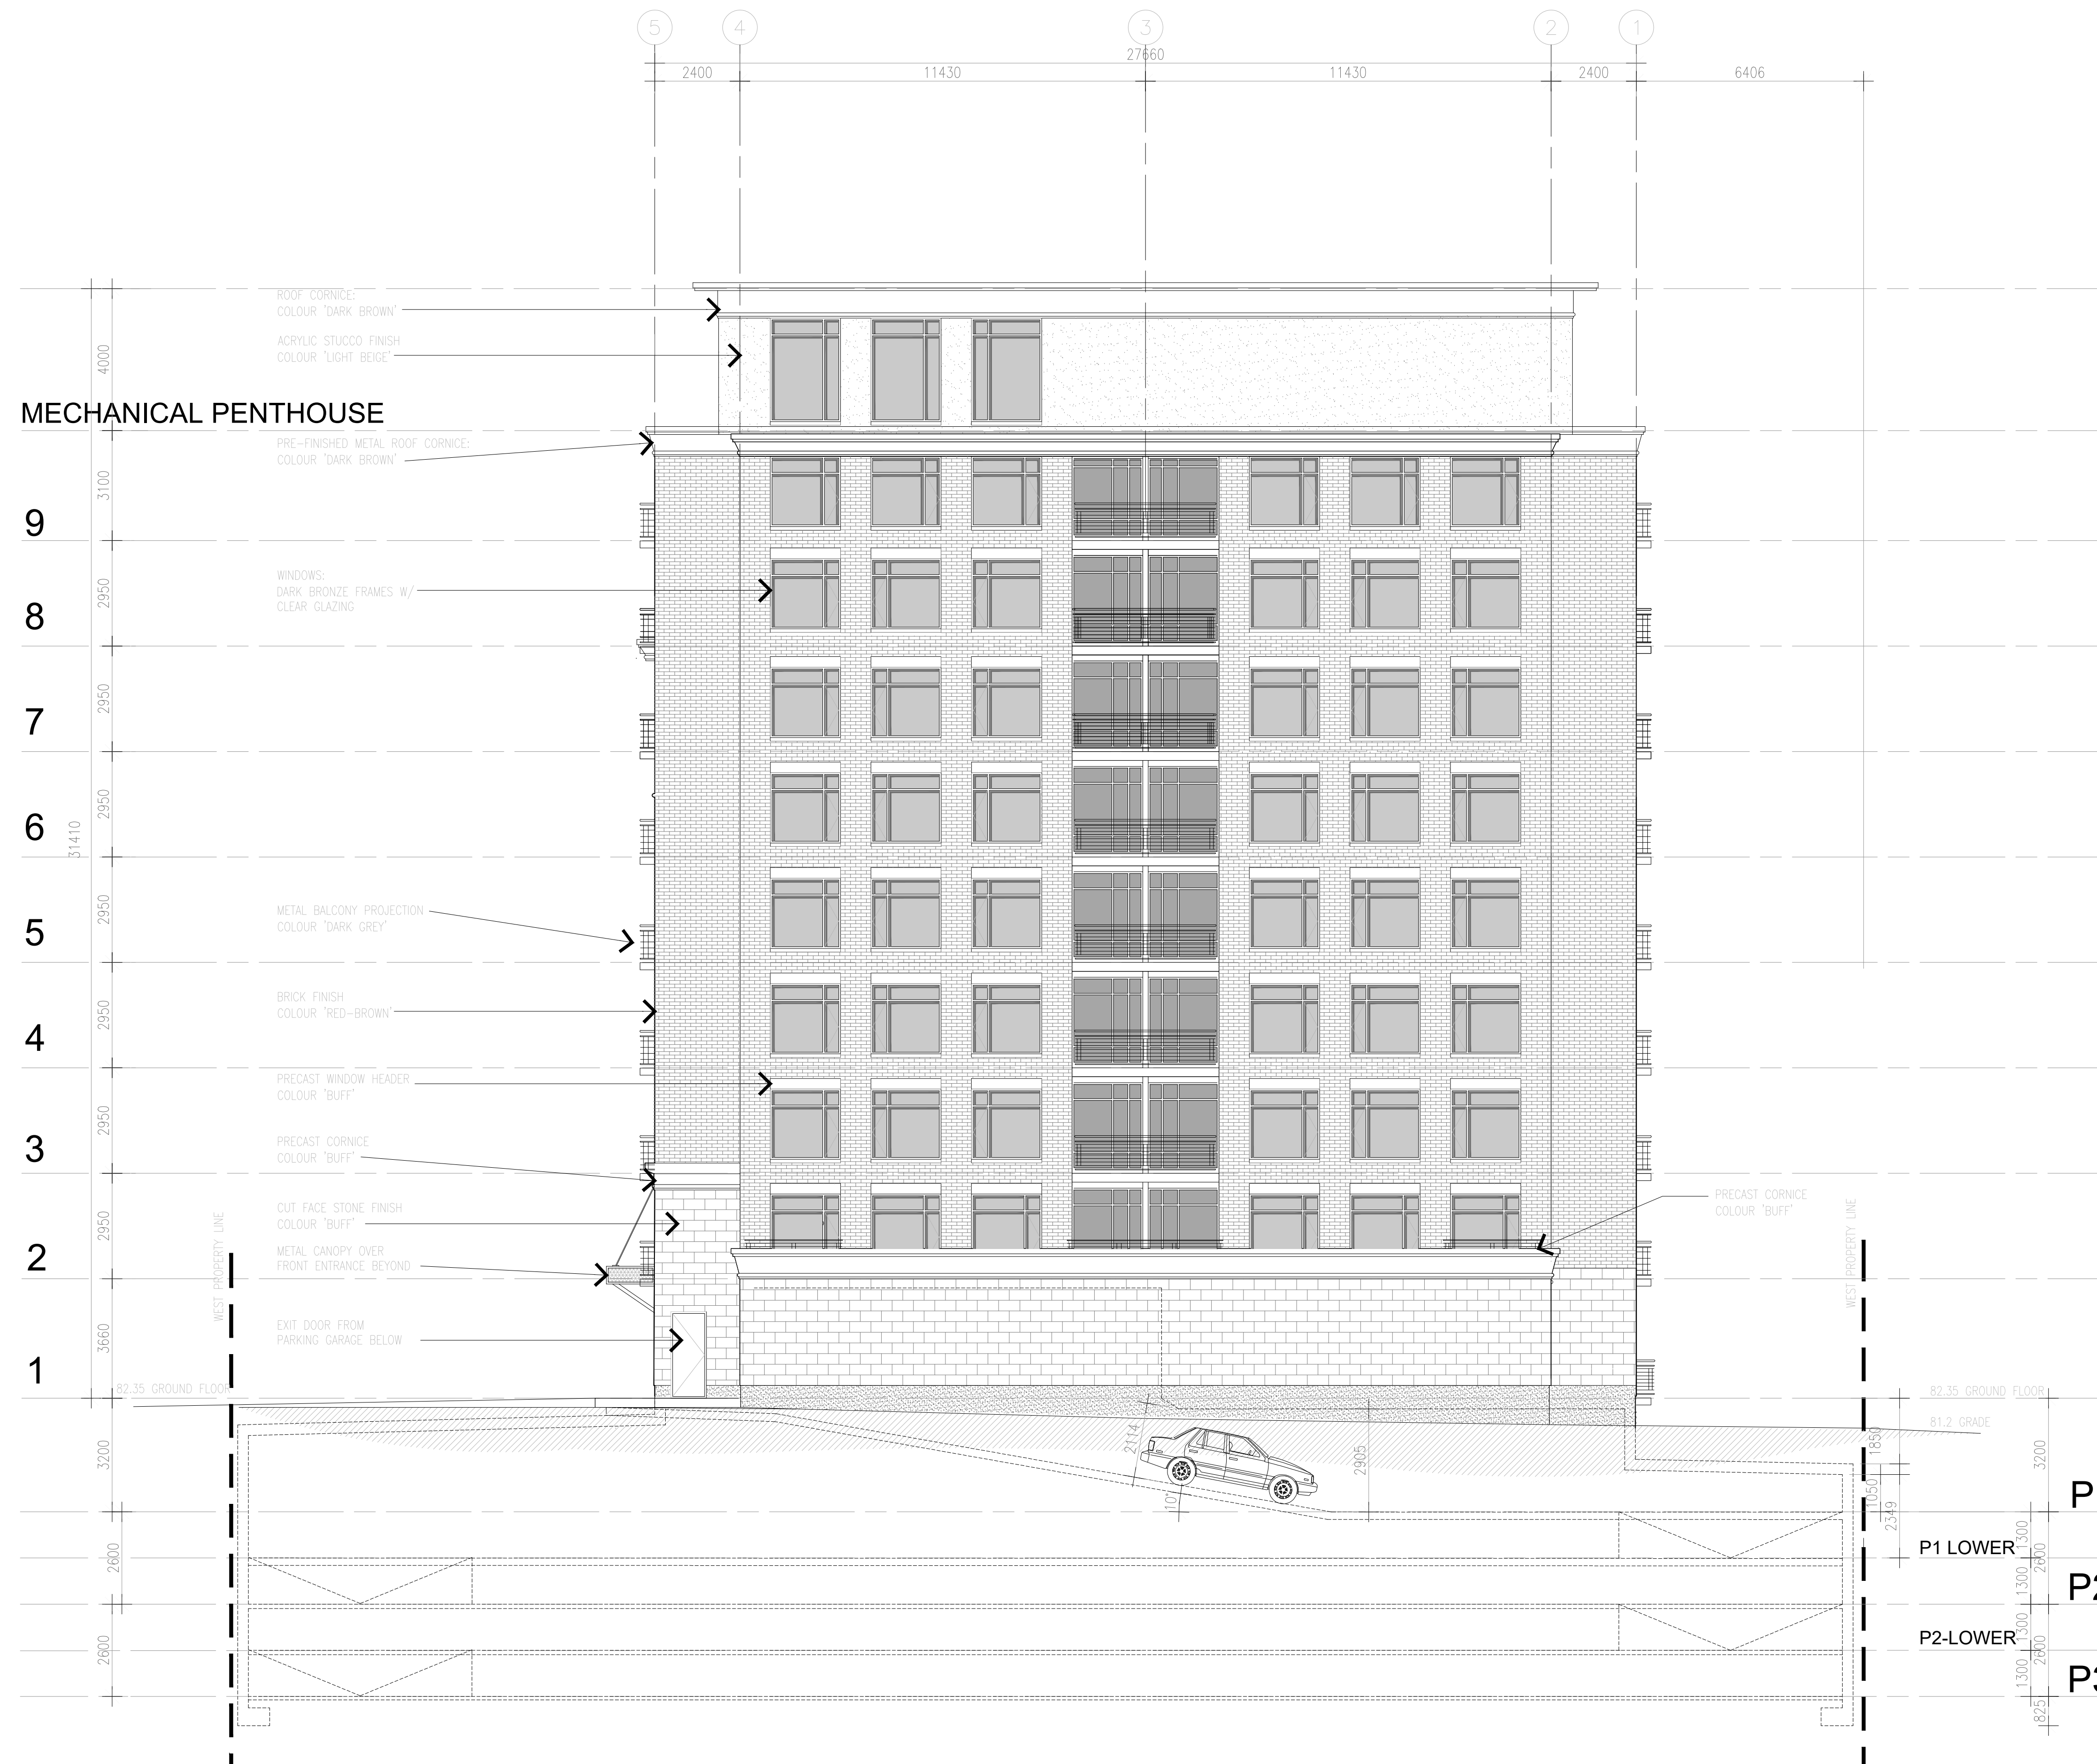 5
4
3
2
1
27660
2400
11430
11430
2400
6406
ROOF CORNICE:
COLOUR 'DARK BROWN'
ACRYLIC STUCCO FINISH
COLOUR 'LIGHT BEIGE'
4000
MECHANICAL PENTHOUSE
PRE-FINISHED METAL ROOF CORNICE:
COLOUR 'DARK BROWN'
3100
9
WINDOWS:
DARK BRONZE FRAMES W/
CLEAR GLAZING
2950
8
2950
7
2950
6
31410
METAL BALCONY PROJECTION
COLOUR 'DARK GREY'
2950
5
BRICK FINISH
COLOUR 'RED-BROWN'
2950
4
PRECAST WINDOW HEADER
COLOUR 'BUFF'
2950
3
PRECAST CORNICE
COLOUR 'BUFF'
CUT FACE STONE FINISH
COLOUR 'BUFF'
2950
2
METAL CANOPY OVER
FRONT ENTRANCE BEYOND
WEST PROPERTY LINE
PRECAST CORNICE
COLOUR 'BUFF'
WEST PROPERTY LINE
EXIT DOOR FROM
PARKING GARAGE BELOW
3660
1
82.35 GROUND FLOOR
82.35 GROUND FLOOR
81.2 GRADE
3200
2114
2905
1850
3200
1050
2349
P
P1 LOWER
1300
2600
2600
1300
P2
P2-LOWER
1300
2600
2600
1300
P3
825